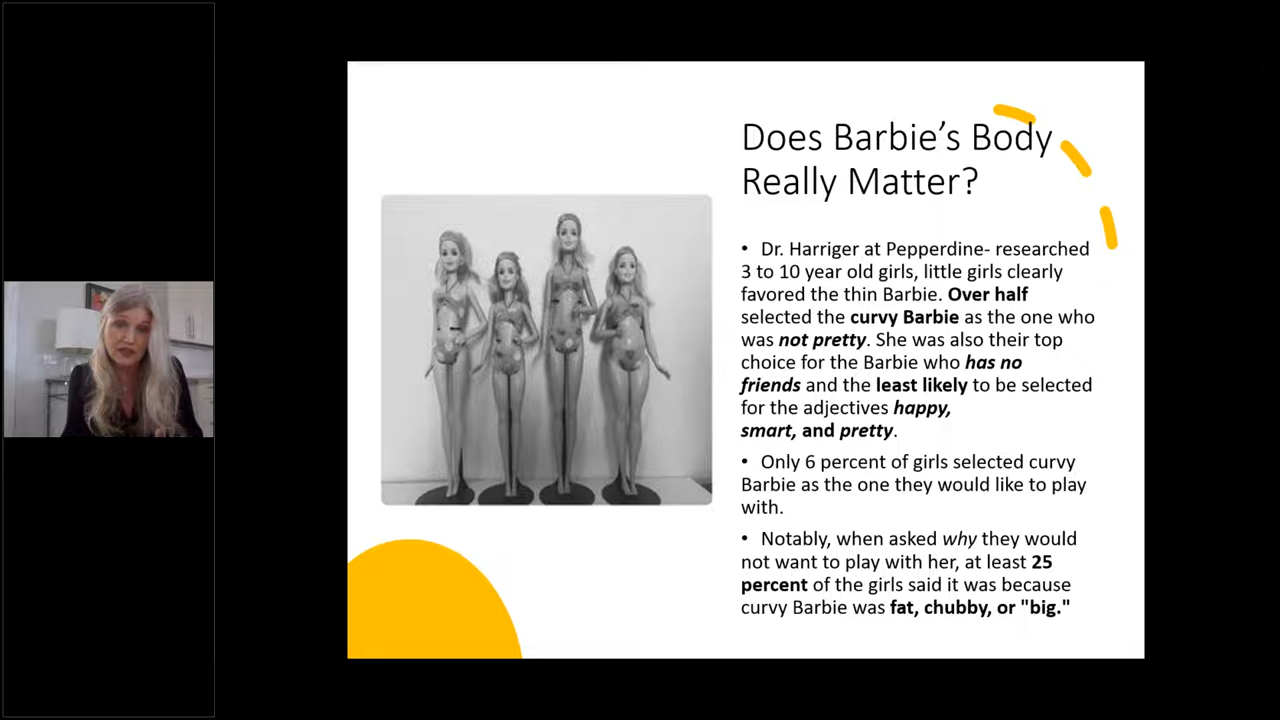 Does Barbie’s Body
Really Matter?
• Dr. Harriger at Pepperdine- researched
3 to 10 year old girls, little girls clearly
favored the thin Barbie. Over half
selected the curvy Barbie as the one who
was not pretty. She was also their top
choice for the Barbie who has no
friends and the least likely to be selected
for the adjectives happy,
smart, and pretty.
• Only 6 percent of girls selected curvy
Barbie as the one they would like to play
with.
• Notably, when asked why they would
not want to play with her, at least 25
percent of the girls said it was because
curvy Barbie was fat, chubby, or "big."